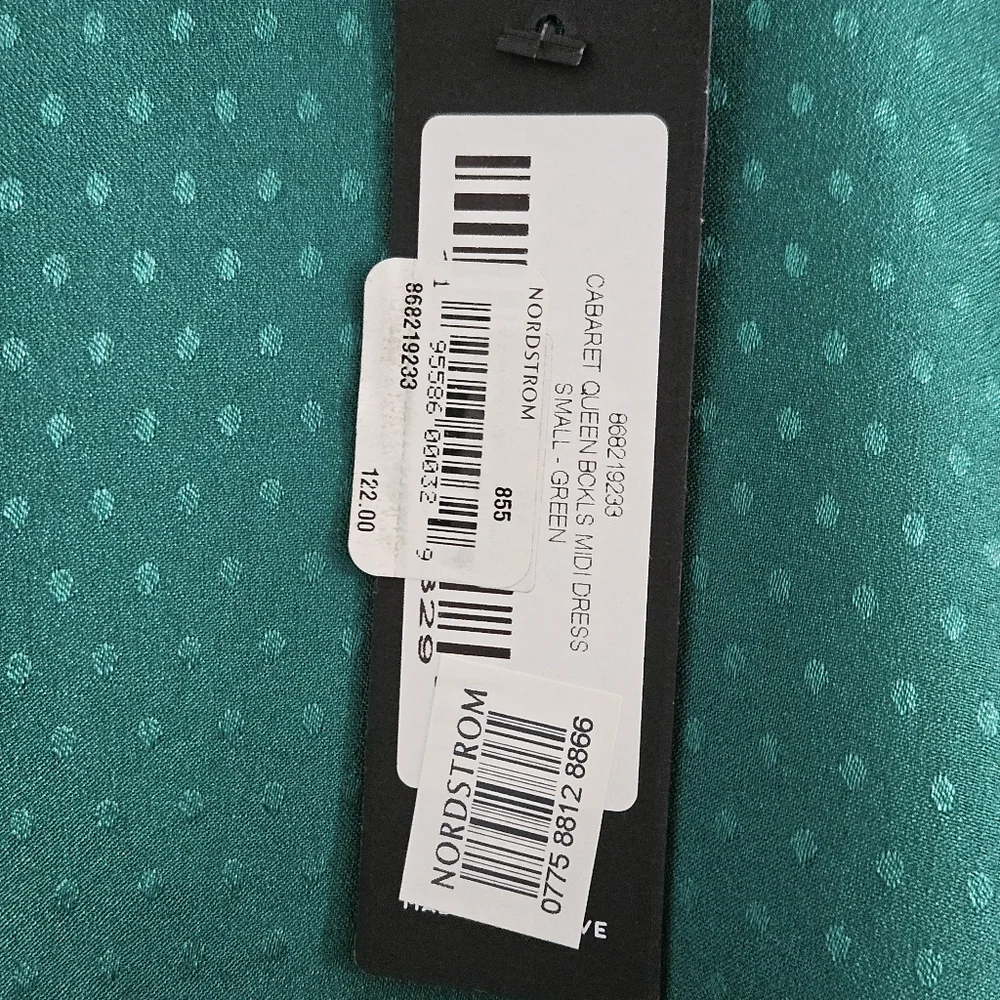 868219233
CABARET QUEEN BCKLS MIDI DRESS
SMALL - GREEN
NORDSTROM
855
1 95586 00032 9
868219233
122.00
329
NORDSTROM
0775 8812 8866
VE